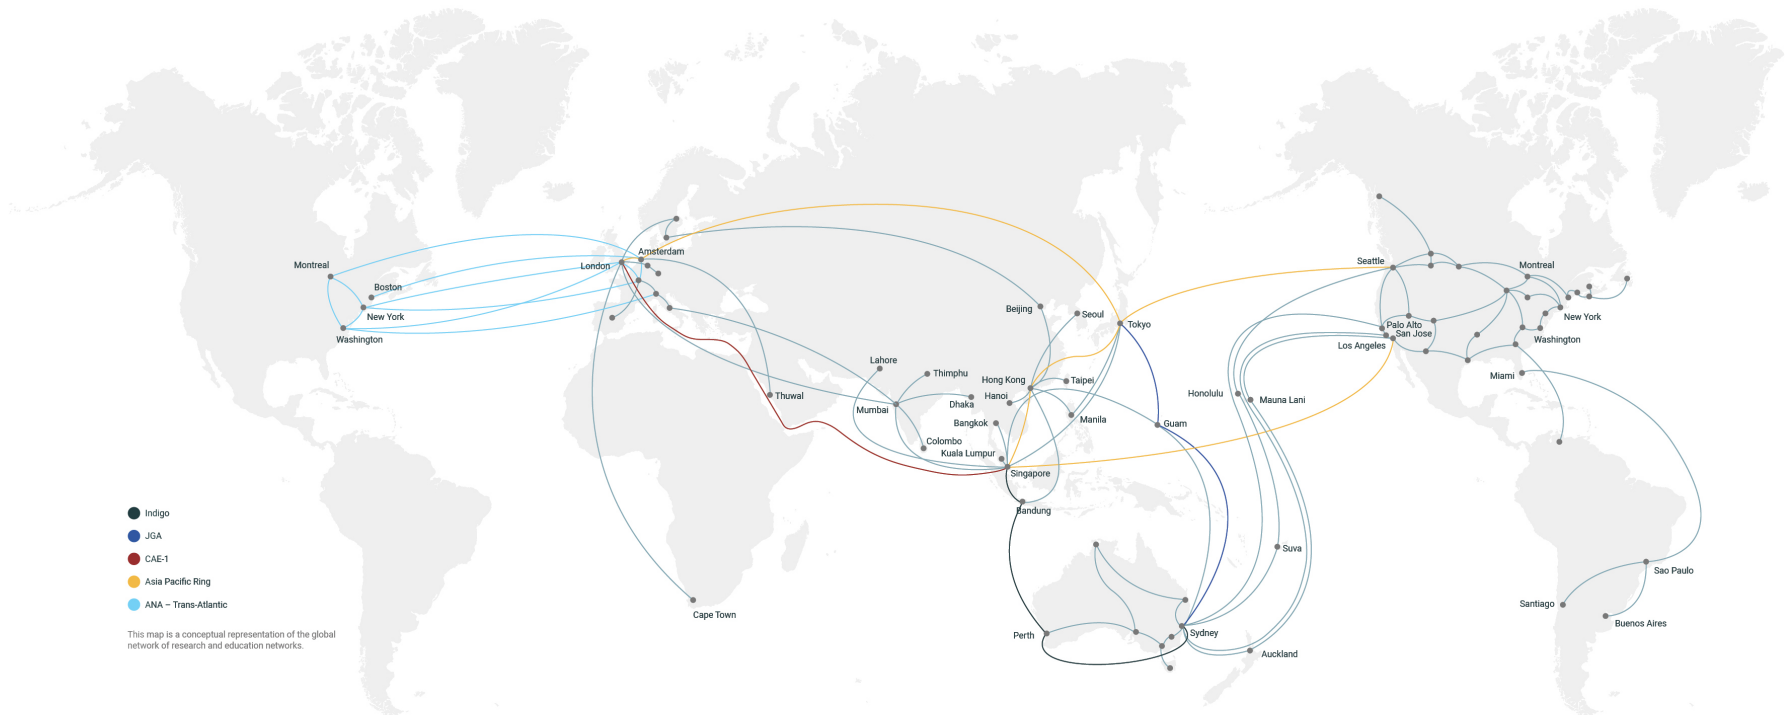 Montreal
Boston
New York
Washington
London
Amsterdam
Thuwal
Cape Town
Lahore
Thimphu
Mumbai
Dhaka
Colombo
Beijing
Seoul
Tokyo
Hong Kong
Taipei
Hanoi
Manila
Bangkok
Kuala Lumpur
Singapore
Bandung
Guam
Perth
Sydney
Auckland
Suva
Honolulu
Mauna Lani
Seattle
Palo Alto
San Jose
Los Angeles
Montreal
New York
Washington
Miami
Sao Paulo
Santiago
Buenos Aires
Indigo
JGA
CAE-1
Asia Pacific Ring
ANA – Trans-Atlantic
This map is a conceptual representation of the global
network of research and education networks.